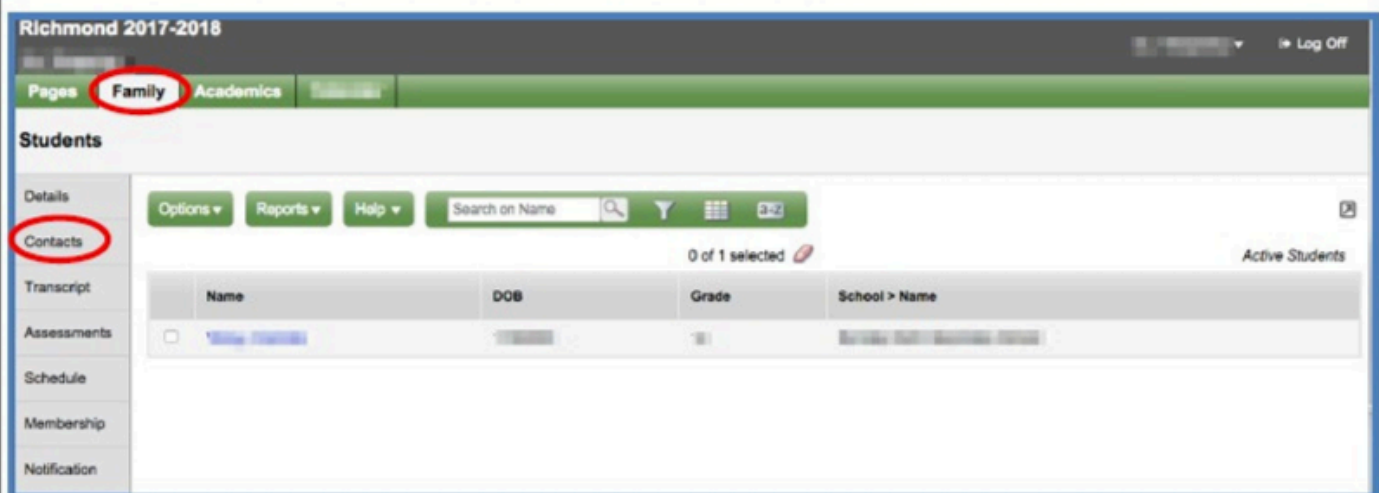 Richmond 2017-2018
Log Off
Pages Family Academics
Students
Details
Options Reports Help Search on Name a-z
Contacts
0 of 1 selected Active Students
Transcript
Name DOB Grade School > Name
Assessments
Schedule
Membership
Notification